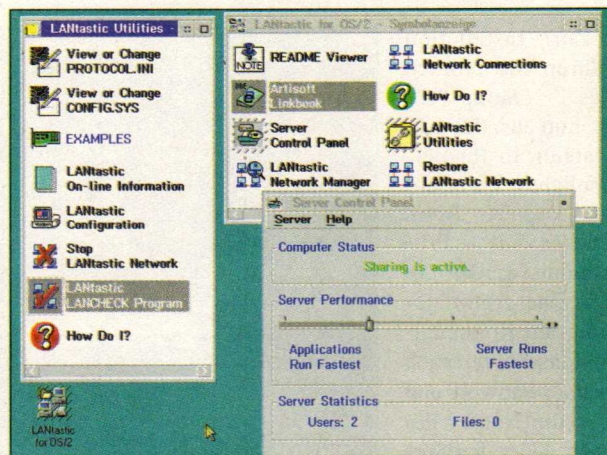 LANtastic Utilities -
View or Change
PROTOCOL.INI
View or Change
CONFIG.SYS
EXAMPLES
LANtastic
On-line Information
LANtastic
Configuration
Stop
LANtastic Network
LANtastic
LANCHECK Program
How Do I?
LANtastic
for OS/2
LANtastic for OS/2 - Symbolanzeige
NOTE
README Viewer
LANtastic
Network Connections
Artisoft
Linkbook
How Do I?
Server
Control Panel
LANtastic
Utilities
LANtastic
Network Manager
Restore
LANtastic Network
Server Control Panel
Server Help
Computer Status
Sharing is active.
Server Performance
Applications
Run Fastest
Server Runs
Fastest
Server Statistics
Users: 2
Files: 0